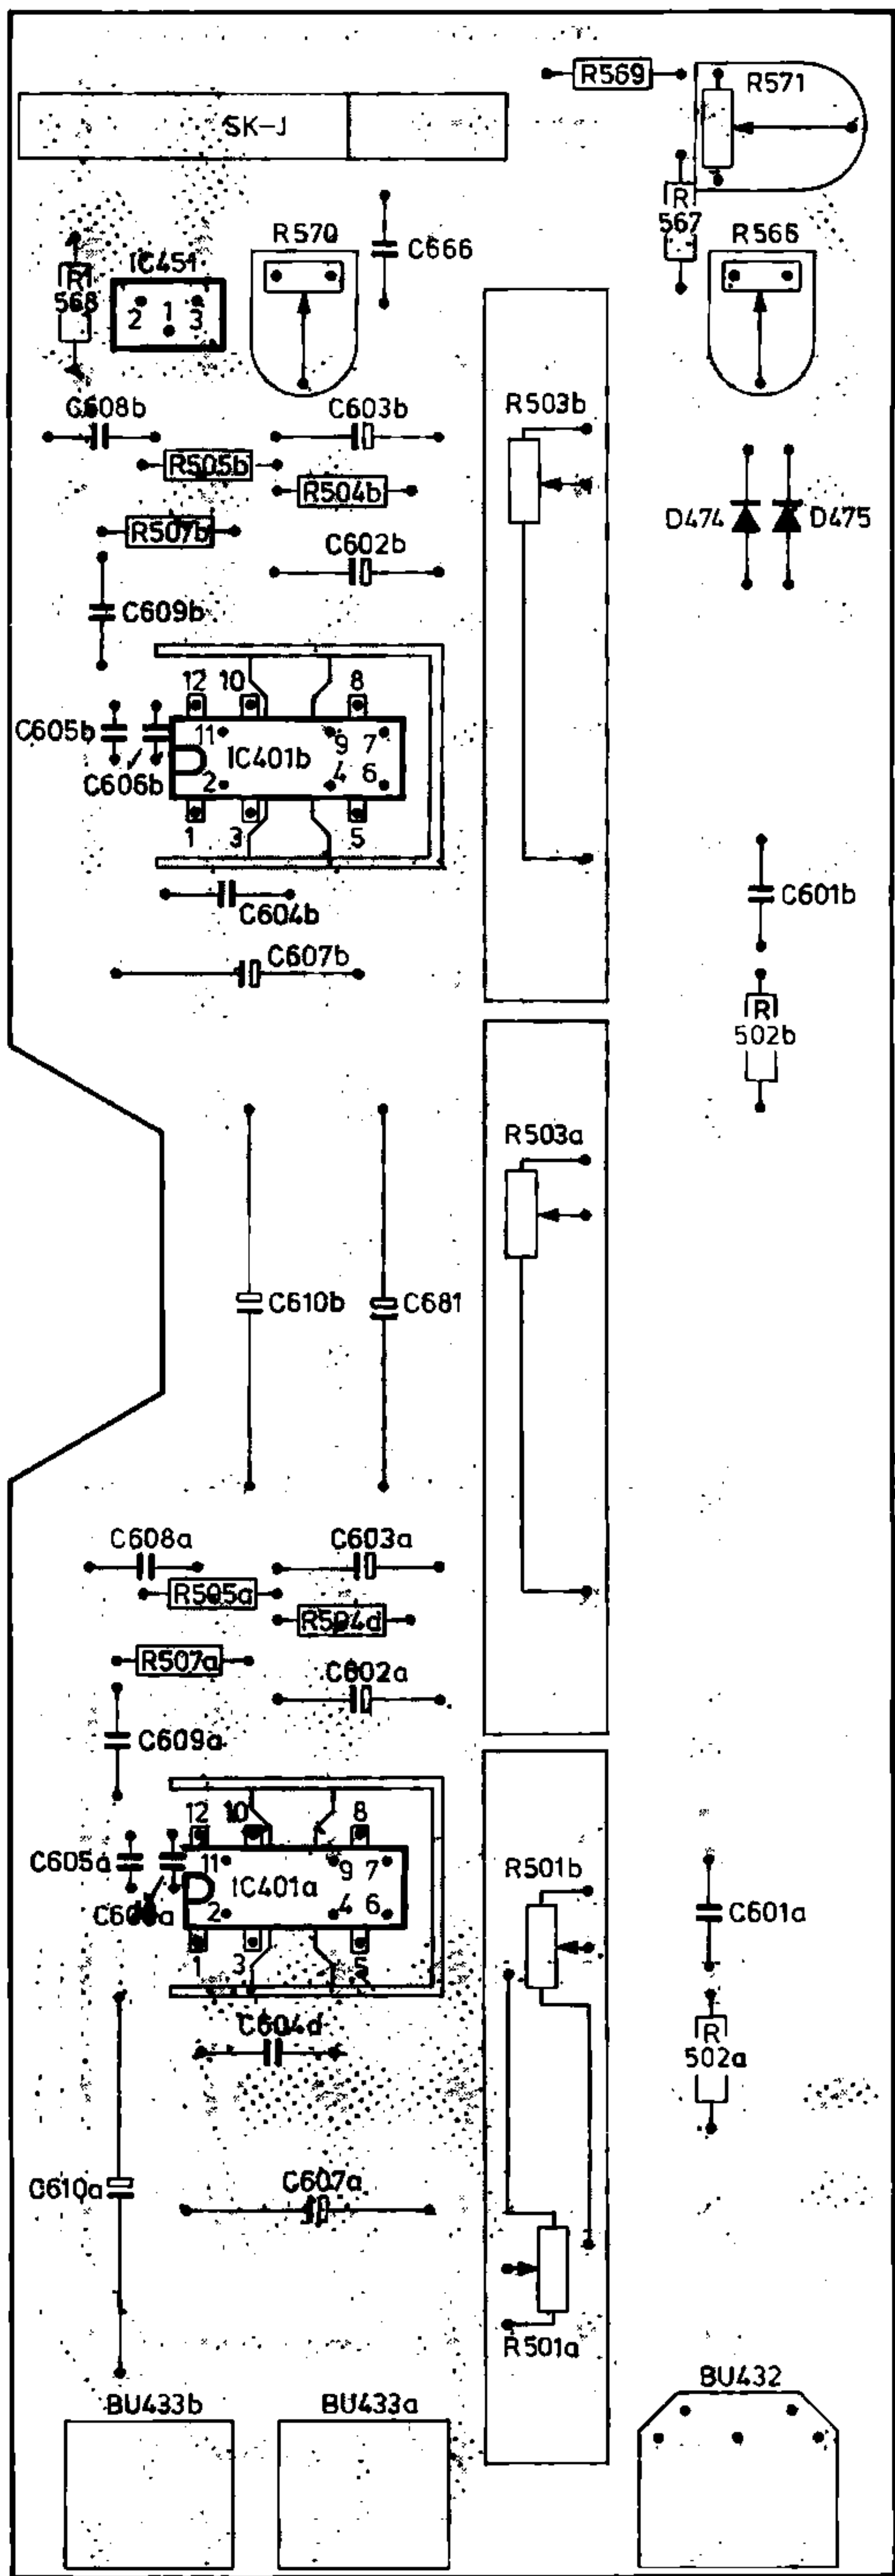 R569
R571
SK-J
R
567
R570
C666
R566
IC451
R
568
2 1 3
C608b
C603b
R503b
R505b
R504b
D474
D475
R507b
C602b
C609b
12 10 8
C605b
11 9 7
IC401b
C606b
2 4 6
1 3 5
C601b
C604b
C607b
R
502b
R503a
C610b
C681
C608a
C603a
R505a
R504a
R507a
C602a
C609a
12 10 8
C605a
11 9 7
IC401a
R501b
C606a
2 4 6
C601a
1 3 5
C604a
R
502a
C610a
C607a
R501a
BU433b
BU433a
BU432